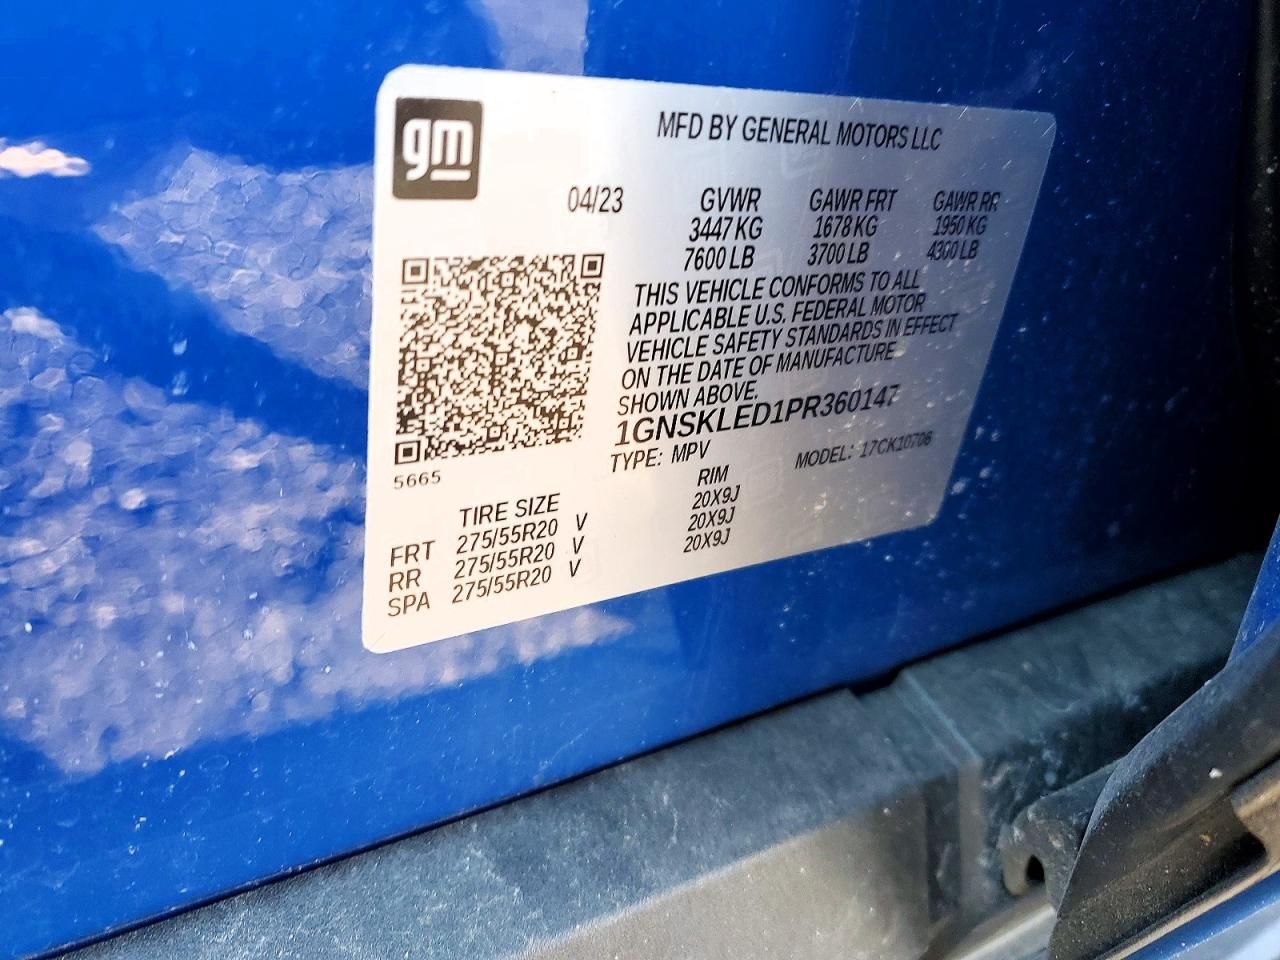 gm
MFD BY GENERAL MOTORS LLC
04/23 GVWR GAWR FRT GAWR RR
3447 KG 1678 KG 1950 KG
7600 LB 3700 LB 4300 LB
THIS VEHICLE CONFORMS TO ALL
APPLICABLE U.S. FEDERAL MOTOR
VEHICLE SAFETY STANDARDS IN EFFECT
ON THE DATE OF MANUFACTURE
SHOWN ABOVE.
1GNSKLED1PR360147
TYPE: MPV MODEL: 17CK10706
5665
TIRE SIZE RIM
FRT 275/55R20 V 20X9J
RR 275/55R20 V 20X9J
SPA 275/55R20 V 20X9J